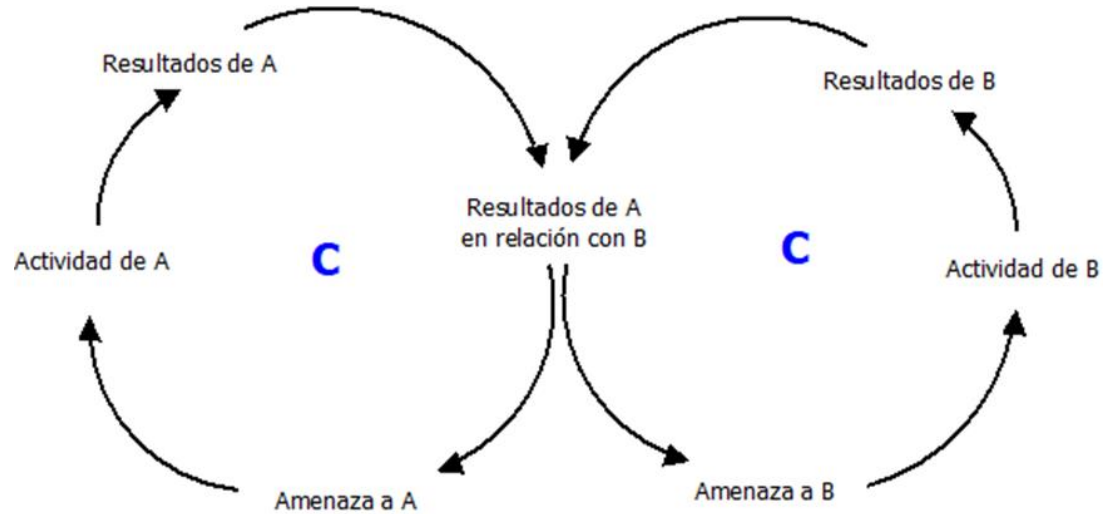 Resultados de A
Resultados de B
Resultados de A
en relación con B
C
C
Actividad de A
Actividad de B
Amenaza a A
Amenaza a B